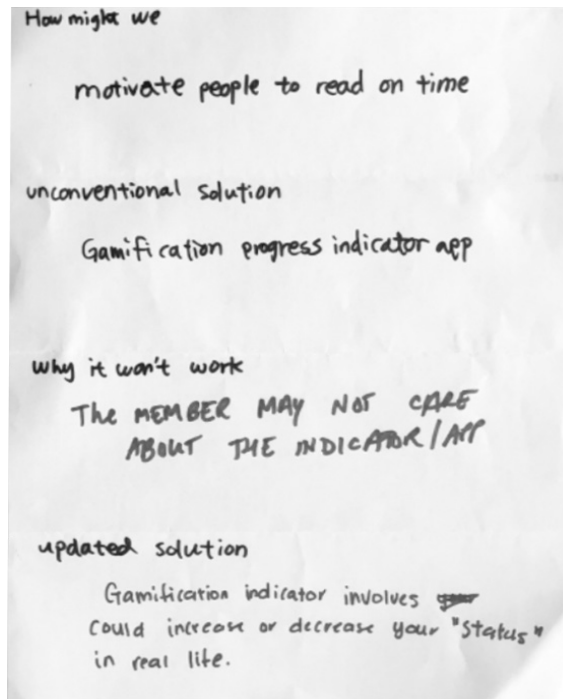 How might we
motivate people to read on time
unconventional solution
Gamification progress indicator app
why it won't work
The MEMBER MAY NOT CARE
ABOUT THE INDICATOR/APP
updated solution
Gamification indicator involves
could increase or decrease your "status"
in real life.